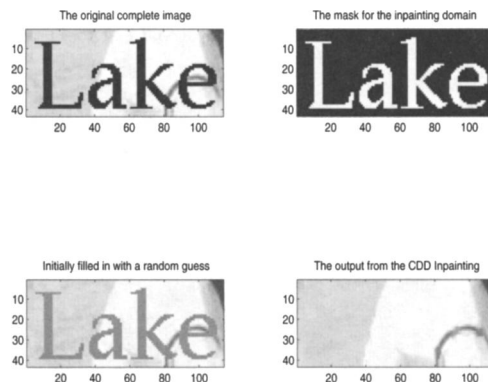 The original complete image
The mask for the inpainting domain
10
20
30
40
Lake
20 40 60 80 100
10
20
30
40
Lake
20 40 60 80 100
Initially filled in with a random guess
The output from the CDD Inpainting
10
20
30
40
Lake
20 40 60 80 100
10
20
30
40
20 40 60 80 100